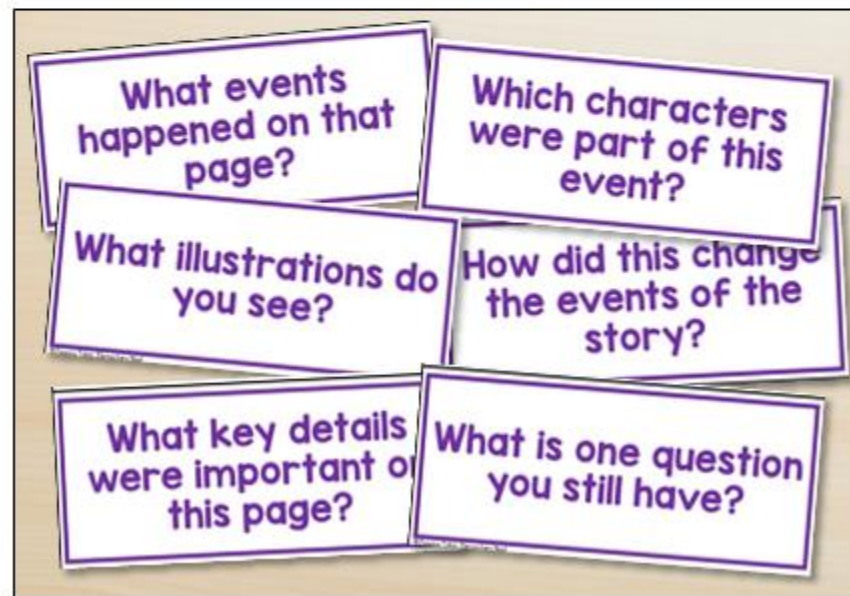 What events
happened on that
page?
Which characters
were part of this
event?
What illustrations do
you see?
How did this change
the events of the
story?
What key details
were important
this page?
What is one question
you still have?